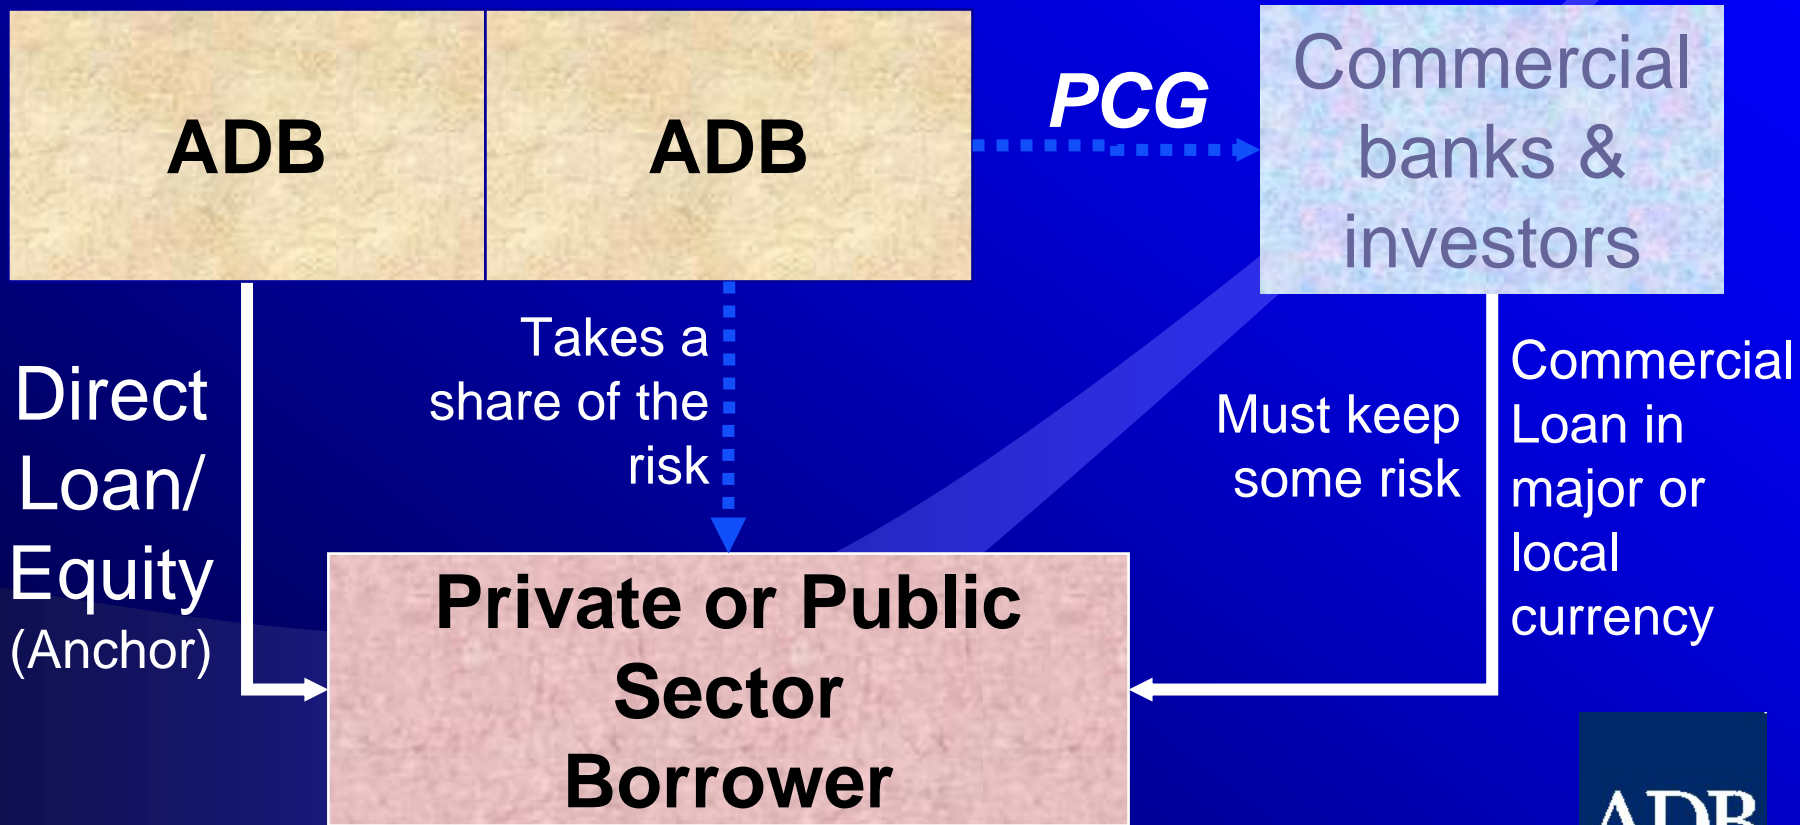 ADB
ADB
PCG
Commercial
banks &
investors
Direct
Loan/
Equity
(Anchor)
Takes a
share of the
risk
Must keep
some risk
Commercial
Loan in
major or
local
currency
Private or Public
Sector
Borrower
ADB